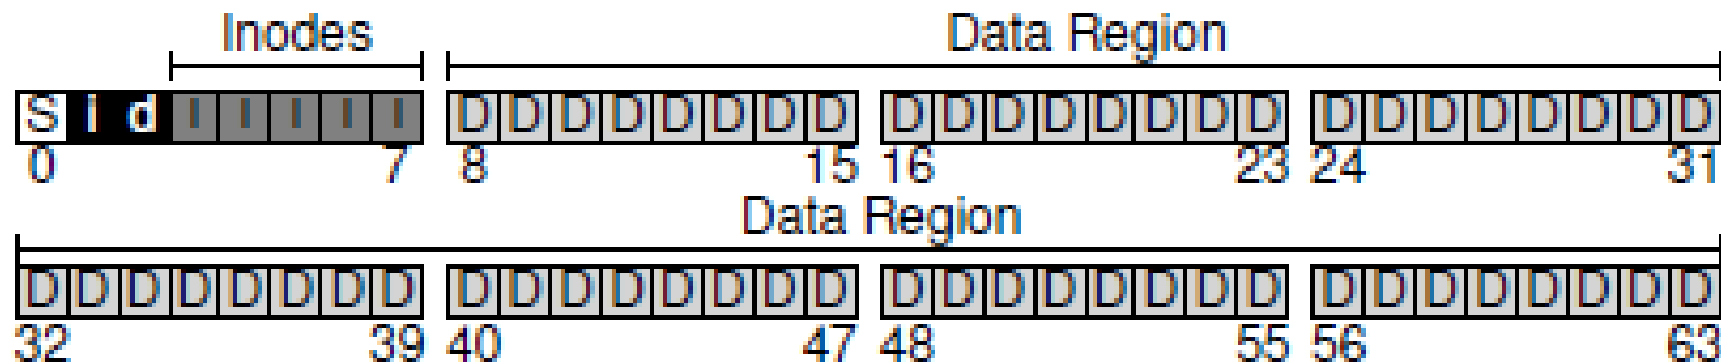 Inodes Data Region
S i d I I I I I D D D D D D D D D D D D D D D D D D D D D D D D
0 7 8 15 16 23 24 31
Data Region
D D D D D D D D D D D D D D D D D D D D D D D D D D D D D D D D
32 39 40 47 48 55 56 63